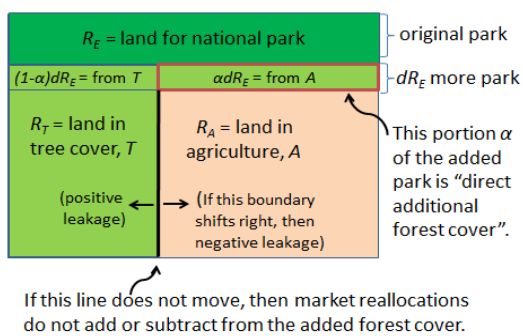 R_E = land for national park
original park
(1-α)dR_E = from T
αdR_E = from A
dR_E more park
R_T = land in
tree cover, T
R_A = land in
agriculture, A
This portion α
of the added
park is “direct
additional
forest cover”.
(positive
leakage)
(If this boundary
shifts right, then
negative leakage)
If this line does not move, then market reallocations
do not add or subtract from the added forest cover.